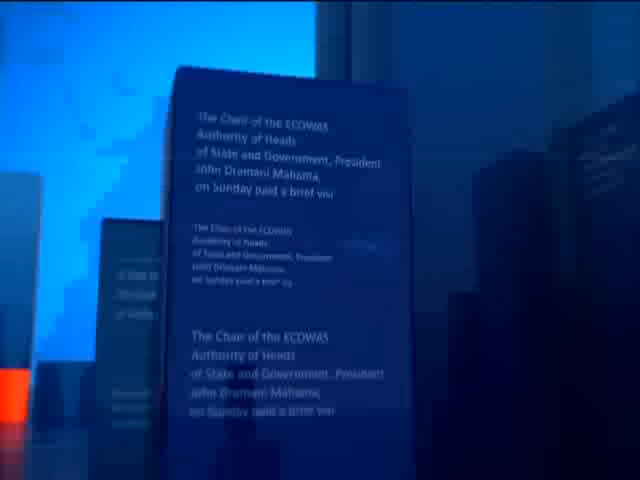 The Chair of the ECOWAS
Authority of Heads
of State and Government, President
John Dramani Mahama,
on Sunday paid a brief visi
The Chair of the ECOWAS
Authority of Heads
of State and Government, President
John Dramani Mahama,
on Sunday paid a brief
The Chair of the ECOWAS
Authority of Heads
of State and Government, President
John Dramani Mahama,
on Sunday paid a brief visi